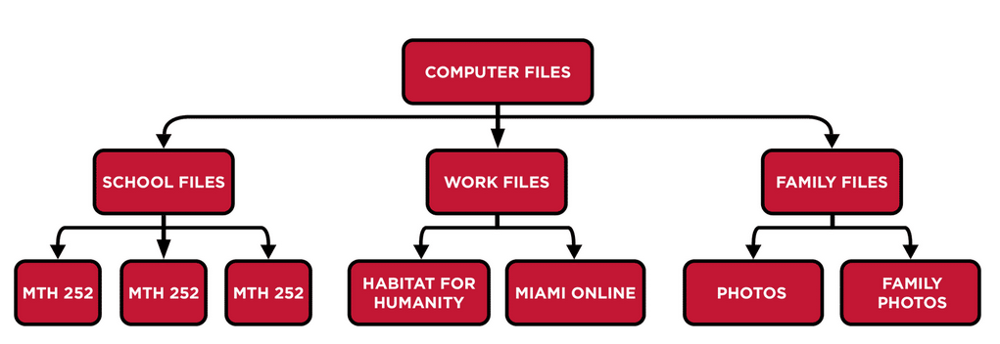 COMPUTER FILES
SCHOOL FILES
WORK FILES
FAMILY FILES
MTH 252
MTH 252
MTH 252
HABITAT FOR
HUMANITY
MIAMI ONLINE
PHOTOS
FAMILY
PHOTOS